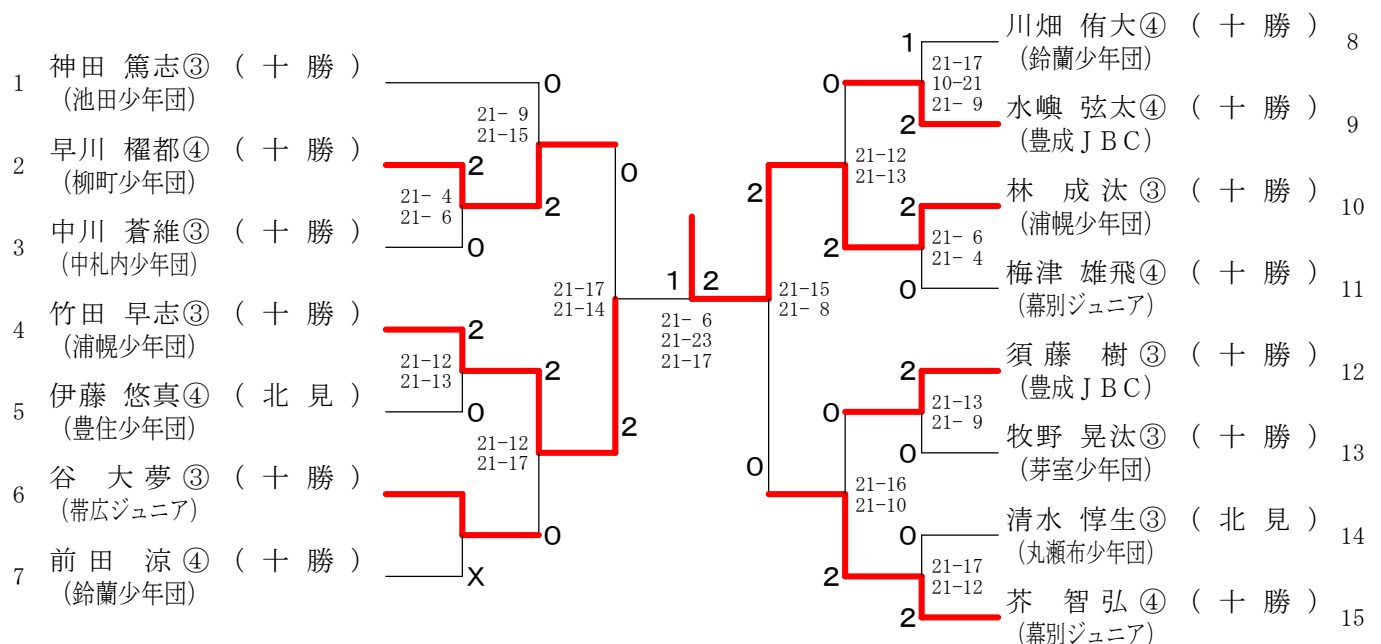 1 神田 篤志③ (十勝)
(池田少年団)
2 早川 櫂都④ (十勝)
(柳町少年団)
3 中川 蒼維③ (十勝)
(中札内少年団)
4 竹田 早志③ (十勝)
(浦幌少年団)
5 伊藤 悠真④ (北見)
(豊住少年団)
6 谷 大夢③ (十勝)
(帯広ジュニア)
7 前田 涼④ (十勝)
(鈴蘭少年団)
0
21- 9
21-15
2
2
21- 4
21- 6
0
0
21-17
21-14
2
2
21-12
21-13
0
2
21-12
21-17
0
X
1 2
21- 6
21-23
21-17
2
21-15
21- 8
0
0
21-12
21-13
2
0
21-16
21-10
2
1
21-17
10-21
21- 9
2
2
21- 6
21- 4
0
2
21-13
21- 9
0
0
21-17
21-12
2
川畑 侑大④ (十勝) 8
(鈴蘭少年団)
水嶼 弦太④ (十勝) 9
(豊成JBC)
林 成汰③ (十勝) 10
(浦幌少年団)
梅津 雄飛④ (十勝) 11
(幕別ジュニア)
須藤 樹③ (十勝) 12
(豊成JBC)
牧野 晃汰③ (十勝) 13
(芽室少年団)
清水 惇生③ (北見) 14
(丸瀬布少年団)
芥 智弘④ (十勝) 15
(幕別ジュニア)